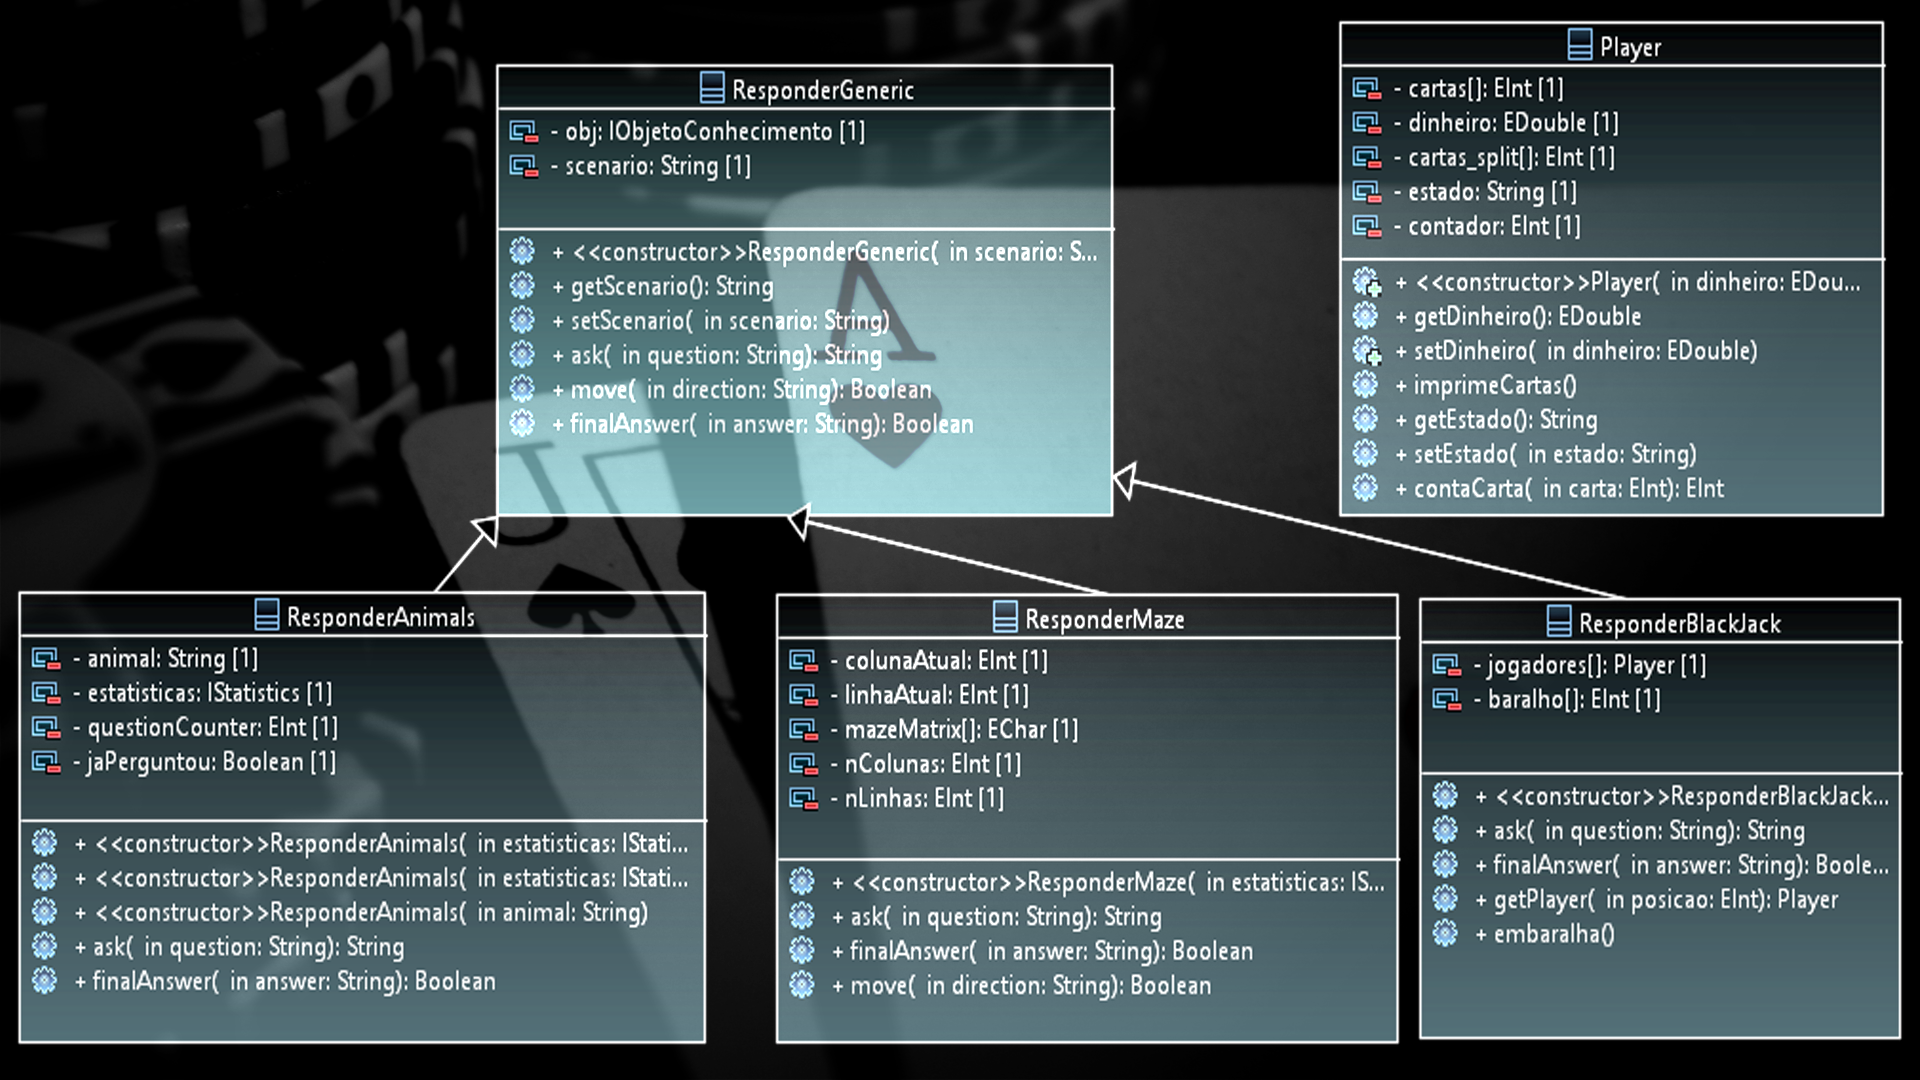 ResponderGeneric
- obj: IObjetoConhecimento [1]
- scenario: String [1]
+ <<constructor>>ResponderGeneric( in scenario: S...
+ getScenario(): String
+ setScenario( in scenario: String)
+ ask( in question: String): String
+ move( in direction: String): Boolean
+ finalAnswer( in answer: String): Boolean
Player
- cartas[]: EInt [1]
- dinheiro: EDouble [1]
- cartas_split[]: EInt [1]
- estado: String [1]
- contador: EInt [1]
+ <<constructor>>Player( in dinheiro: EDou...
+ getDinheiro(): EDouble
+ setDinheiro( in dinheiro: EDouble)
+ imprimeCartas()
+ getEstado(): String
+ setEstado( in estado: String)
+ contaCarta( in carta: EInt): EInt
ResponderAnimals
- animal: String [1]
- estatisticas: IStatistics [1]
- questionCounter: EInt [1]
- jaPerguntou: Boolean [1]
+ <<constructor>>ResponderAnimals( in estatisticas: IStati...
+ <<constructor>>ResponderAnimals( in estatisticas: IStati...
+ <<constructor>>ResponderAnimals( in animal: String)
+ ask( in question: String): String
+ finalAnswer( in answer: String): Boolean
ResponderMaze
- colunaAtual: EInt [1]
- linhaAtual: EInt [1]
- mazeMatrix[]: EChar [1]
- nColunas: EInt [1]
- nLinhas: EInt [1]
+ <<constructor>>ResponderMaze( in estatisticas: IS...
+ ask( in question: String): String
+ finalAnswer( in answer: String): Boolean
+ move( in direction: String): Boolean
ResponderBlackJack
- jogadores[]: Player [1]
- baralho[]: EInt [1]
+ <<constructor>>ResponderBlackJack...
+ ask( in question: String): String
+ finalAnswer( in answer: String): Boole...
+ getPlayer( in posicao: EInt): Player
+ embaralha()